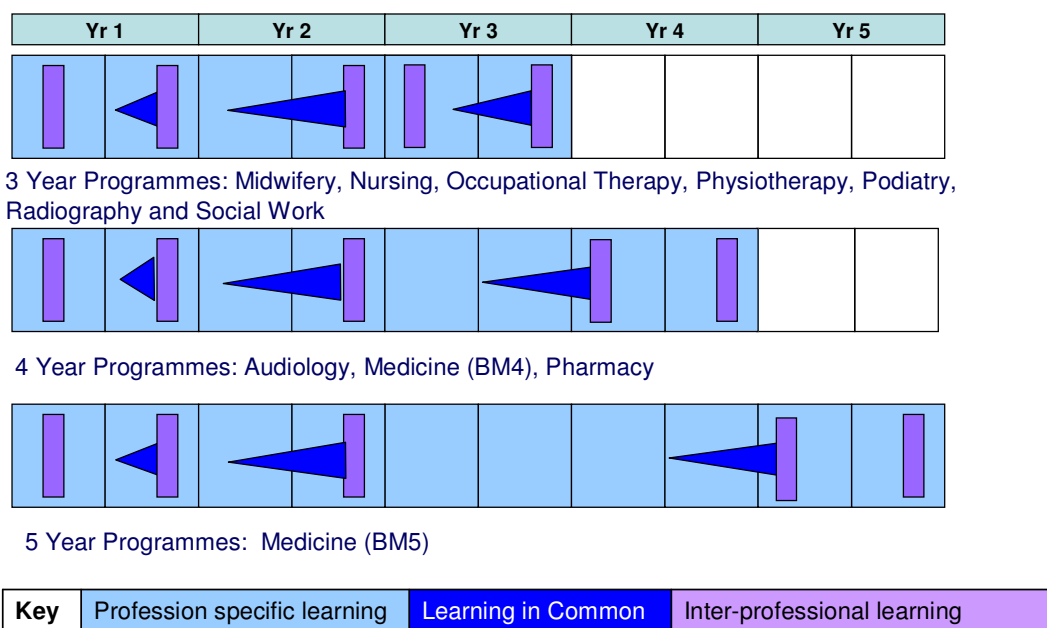 Yr 1 Yr 2 Yr 3 Yr 4 Yr 5
3 Year Programmes: Midwifery, Nursing, Occupational Therapy, Physiotherapy, Podiatry,
Radiography and Social Work
4 Year Programmes: Audiology, Medicine (BM4), Pharmacy
5 Year Programmes: Medicine (BM5)
Key Profession specific learning Learning in Common Inter-professional learning